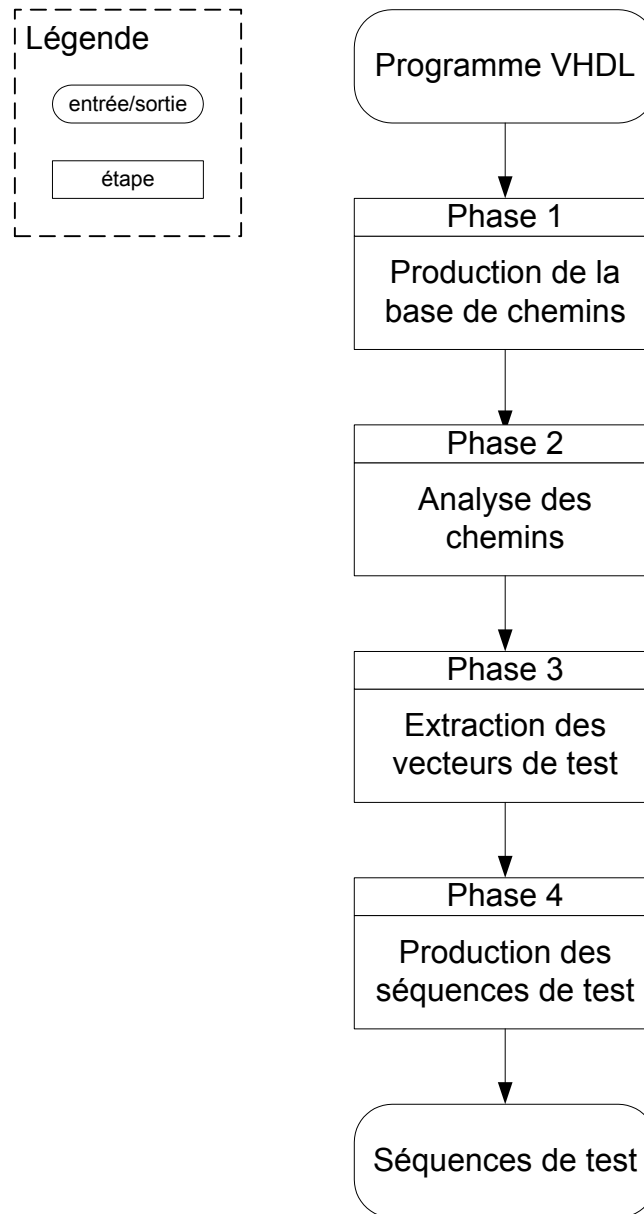 Légende
entrée/sortie
étape
Programme VHDL
Phase 1
Production de la
base de chemins
Phase 2
Analyse des
chemins
Phase 3
Extraction des
vecteurs de test
Phase 4
Production des
séquences de test
Séquences de test